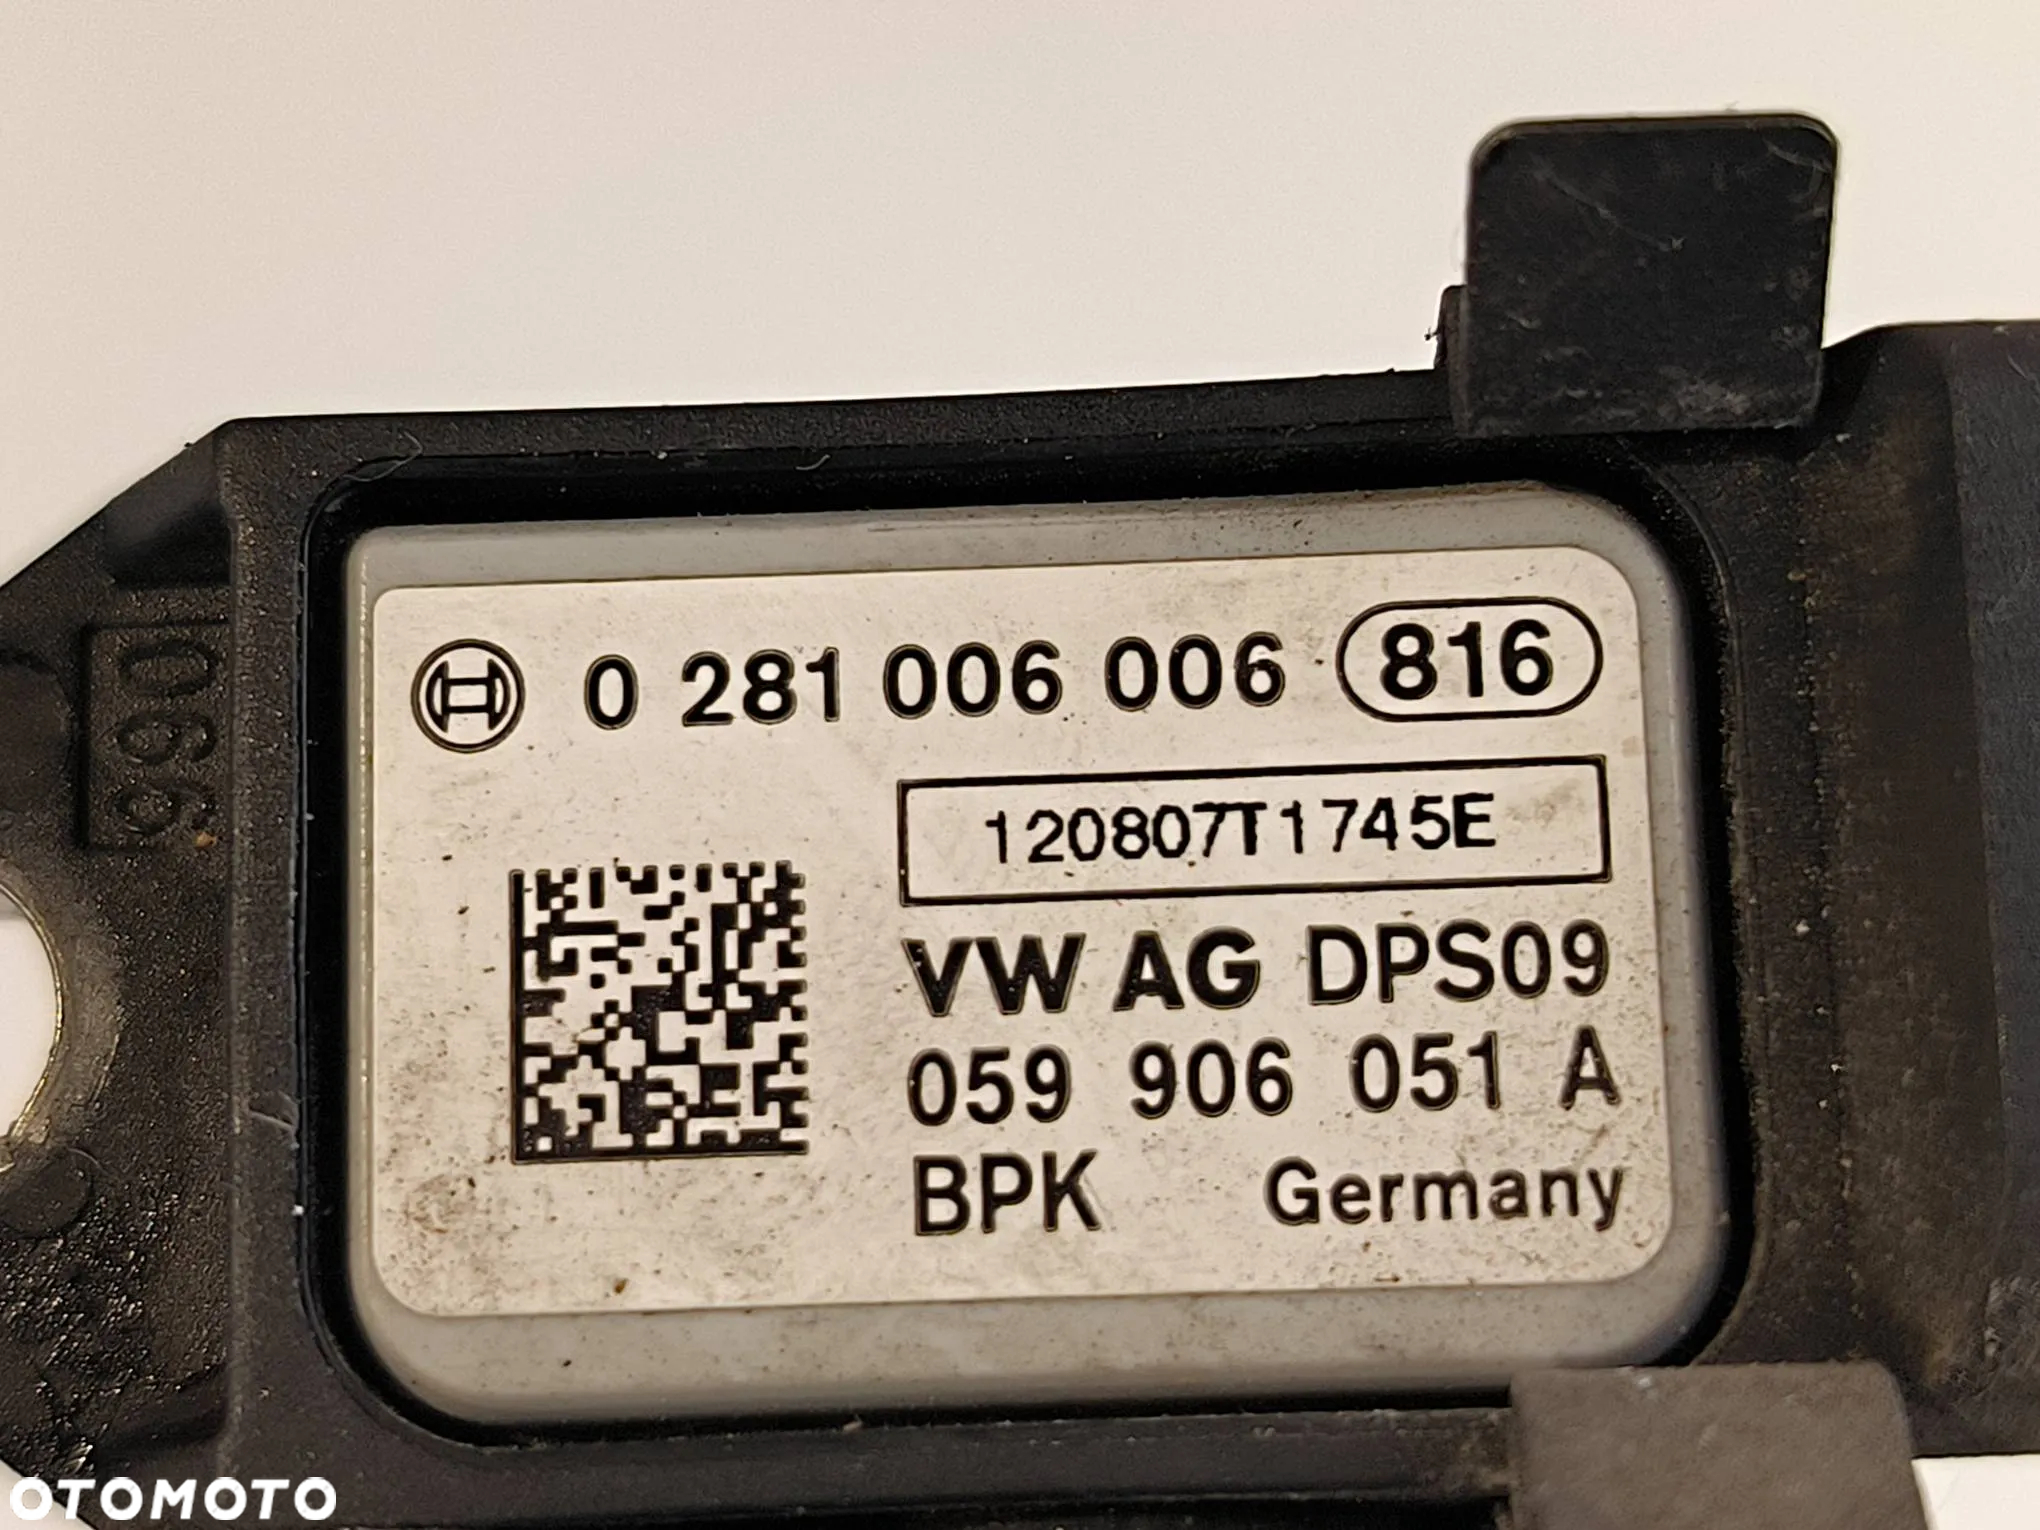 0 281 006 006 816
120807T1745E
VW AG DPS09
059 906 051 A
BPK Germany
990
OTOMOTO